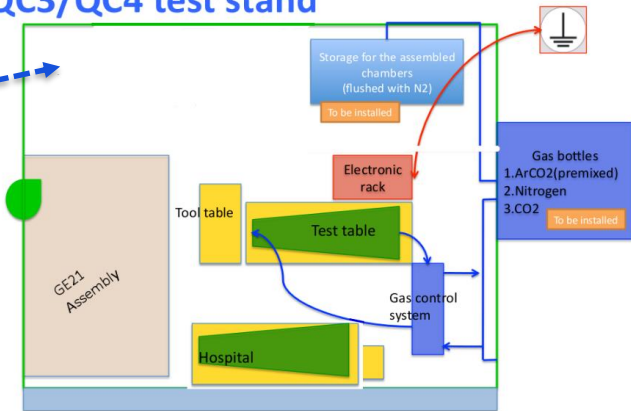 QC3/QC4 test stand
Storage for the assembled
chambers
(flushed with N2)
To be installed
Gas bottles
1.ArCO2(premixed)
2.Nitrogen
3.CO2
To be installed
Electronic
rack
Tool table
Test table
GE21
Assembly
Gas control
system
Hospital